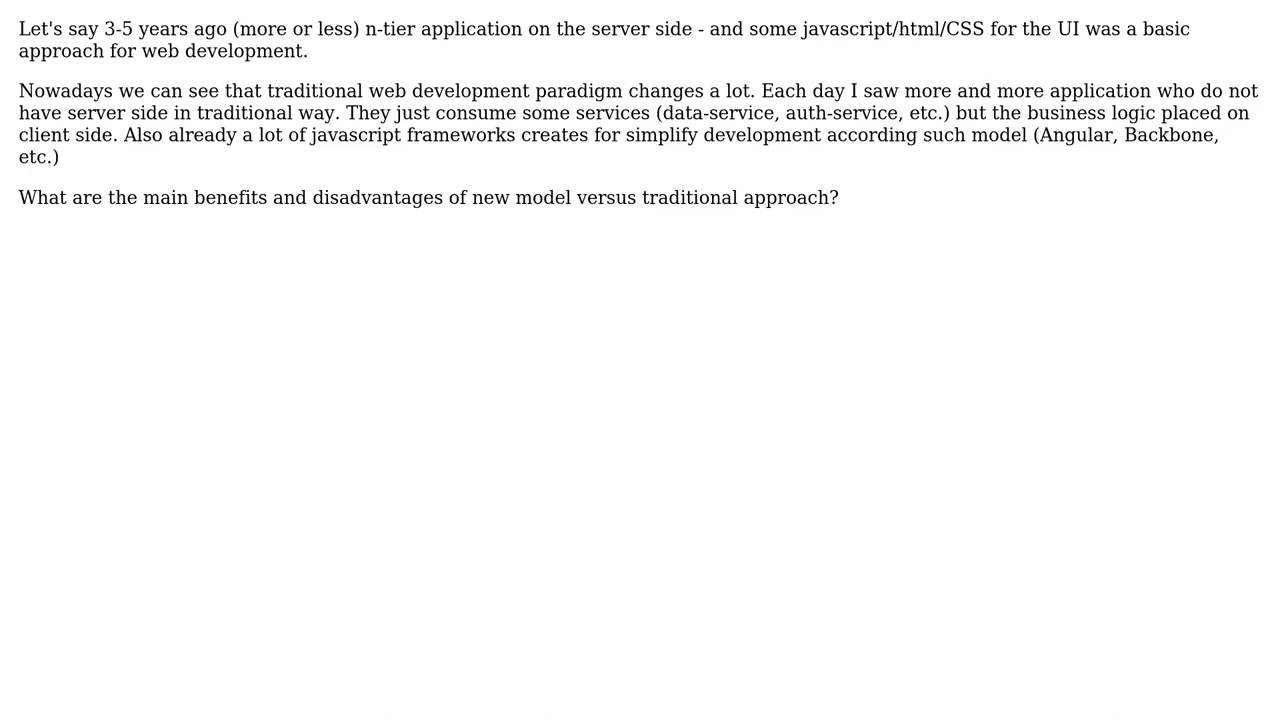 Let's say 3-5 years ago (more or less) n-tier application on the server side - and some javascript/html/CSS for the UI was a basic
approach for web development.
Nowadays we can see that traditional web development paradigm changes a lot. Each day I saw more and more application who do not
have server side in traditional way. They just consume some services (data-service, auth-service, etc.) but the business logic placed on
client side. Also already a lot of javascript frameworks creates for simplify development according such model (Angular, Backbone,
etc.)
What are the main benefits and disadvantages of new model versus traditional approach?